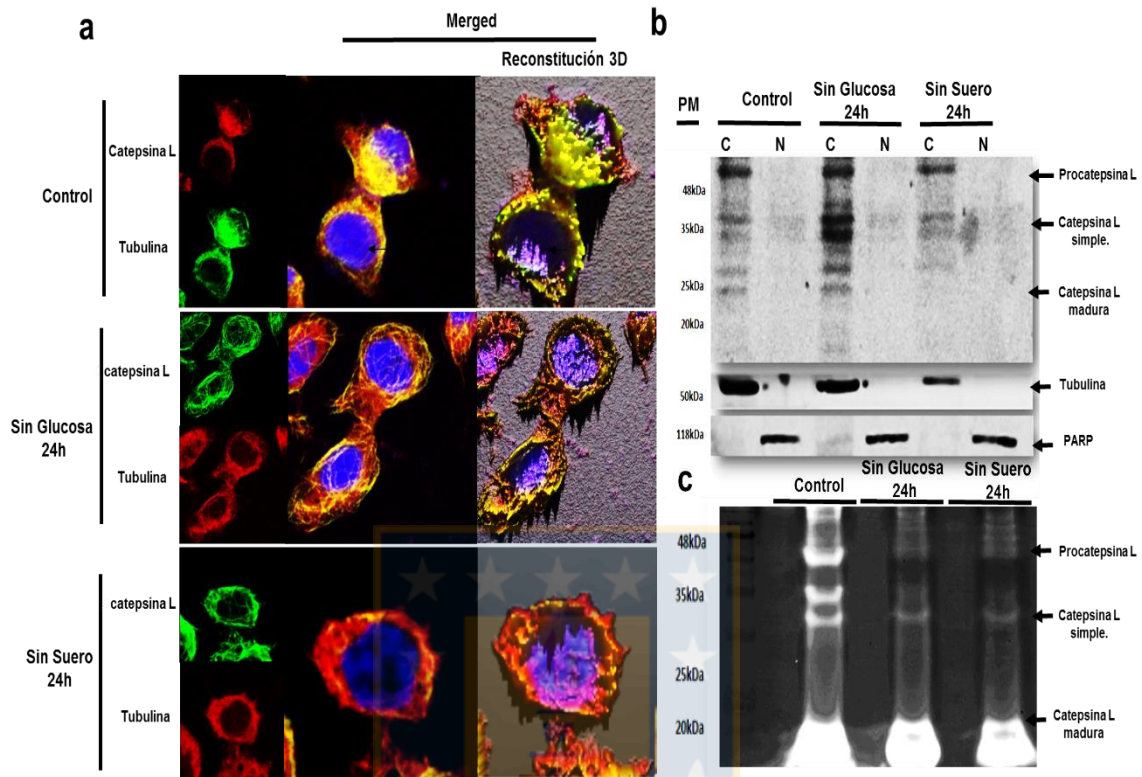 a
Merged
Reconstitución 3D
Control
Catepsina L
Tubulina
Sin Glucosa
24h
catepsina L
Tubulina
Sin Suero
24h
catepsina L
Tubulina
b
PM
Control
Sin Glucosa
24h
Sin Suero
24h
C N C N C N
48kDa
35kDa
25kDa
20kDa
50kDa
118kDa
Procatepsina L
Catepsina L
simple.
Catepsina L
madura
Tubulina
PARP
c
Control
Sin Glucosa
24h
Sin Suero
24h
48kDa
35kDa
25kDa
20kDa
Procatepsina L
Catepsina L
simple.
Catepsina L
madura